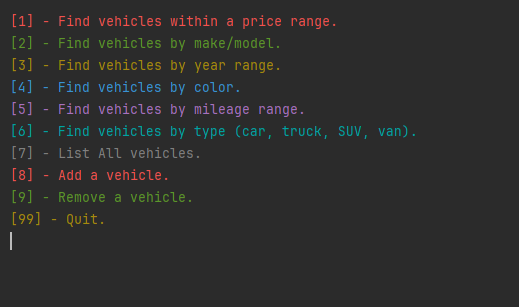 [1] - Find vehicles within a price range.
[2] - Find vehicles by make/model.
[3] - Find vehicles by year range.
[4] - Find vehicles by color.
[5] - Find vehicles by mileage range.
[6] - Find vehicles by type (car, truck, SUV, van).
[7] - List All vehicles.
[8] - Add a vehicle.
[9] - Remove a vehicle.
[99] - Quit.